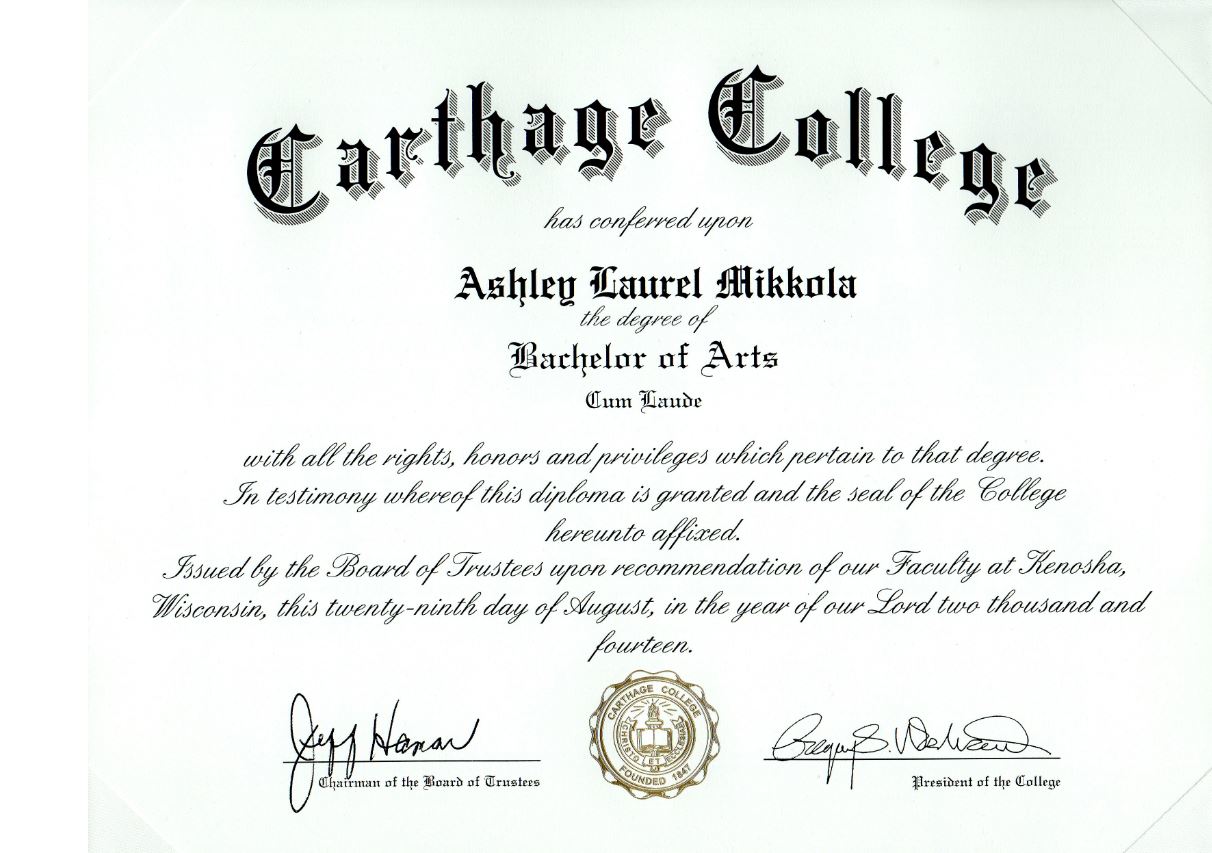 Carthage College
has conferred upon
Ashley Laurel Mikkola
the degree of
Bachelor of Arts
Cum Laude
with all the rights, honors and privileges which pertain to that degree.
In testimony whereof this diploma is granted and the seal of the College
hereunto affixed.
Issued by the Board of Trustees upon recommendation of our Faculty at Kenosha,
Wisconsin, this twenty-ninth day of August, in the year of our Lord two thousand and
fourteen.
Jeff Hamar
CARTHAGE COLLEGE
CHRISTO ET ECCLESIAE
FOUNDED 1847
Chairman of the Board of Trustees
President of the College